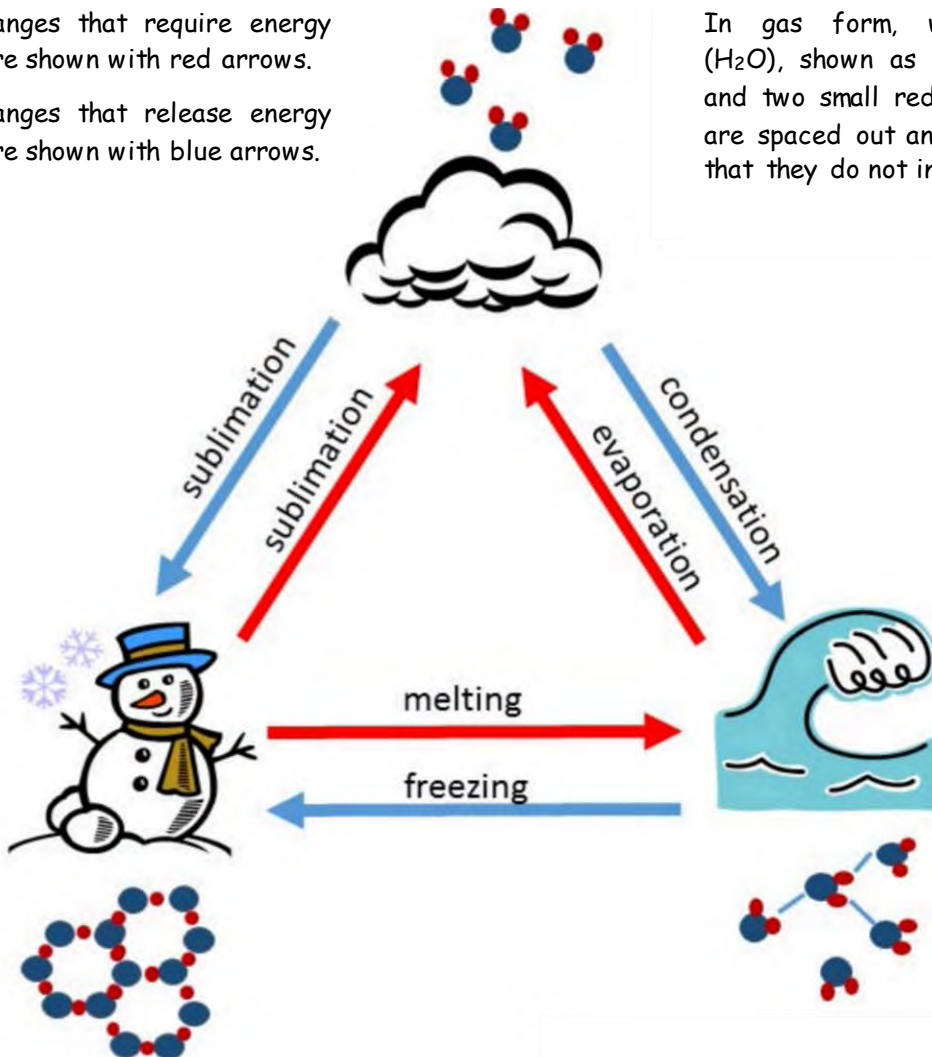 anges that require energy
re shown with red arrows.
anges that release energy
re shown with blue arrows.
In gas form,
(H₂O), shown as
and two small red
are spaced out an
that they do not in
sublimation
sublimation
evaporation
condensation
melting
freezing